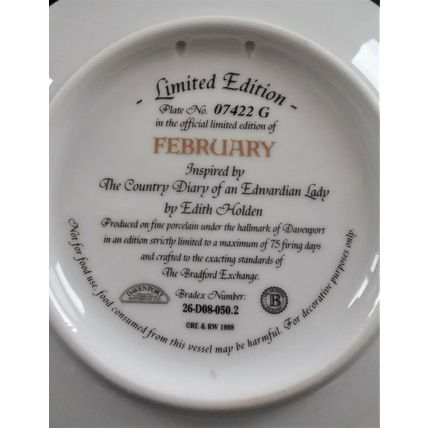 - Limited Edition -
Plate No. 07422 G
in the official limited edition of
FEBRUARY
Inspired by
The Country Diary of an Edwardian Lady
by Edith Holden
Produced on fine porcelain under the hallmark of Davenport
in an edition strictly limited to a maximum of 75 firing days
and crafted to the exacting standards of
The Bradford Exchange.
Bradex Number:
26-D08-050.2
©RE & RW 1998
DAVENPORT
B
Not for food use, food consumed from this vessel may be harmful. For decorative purposes only.